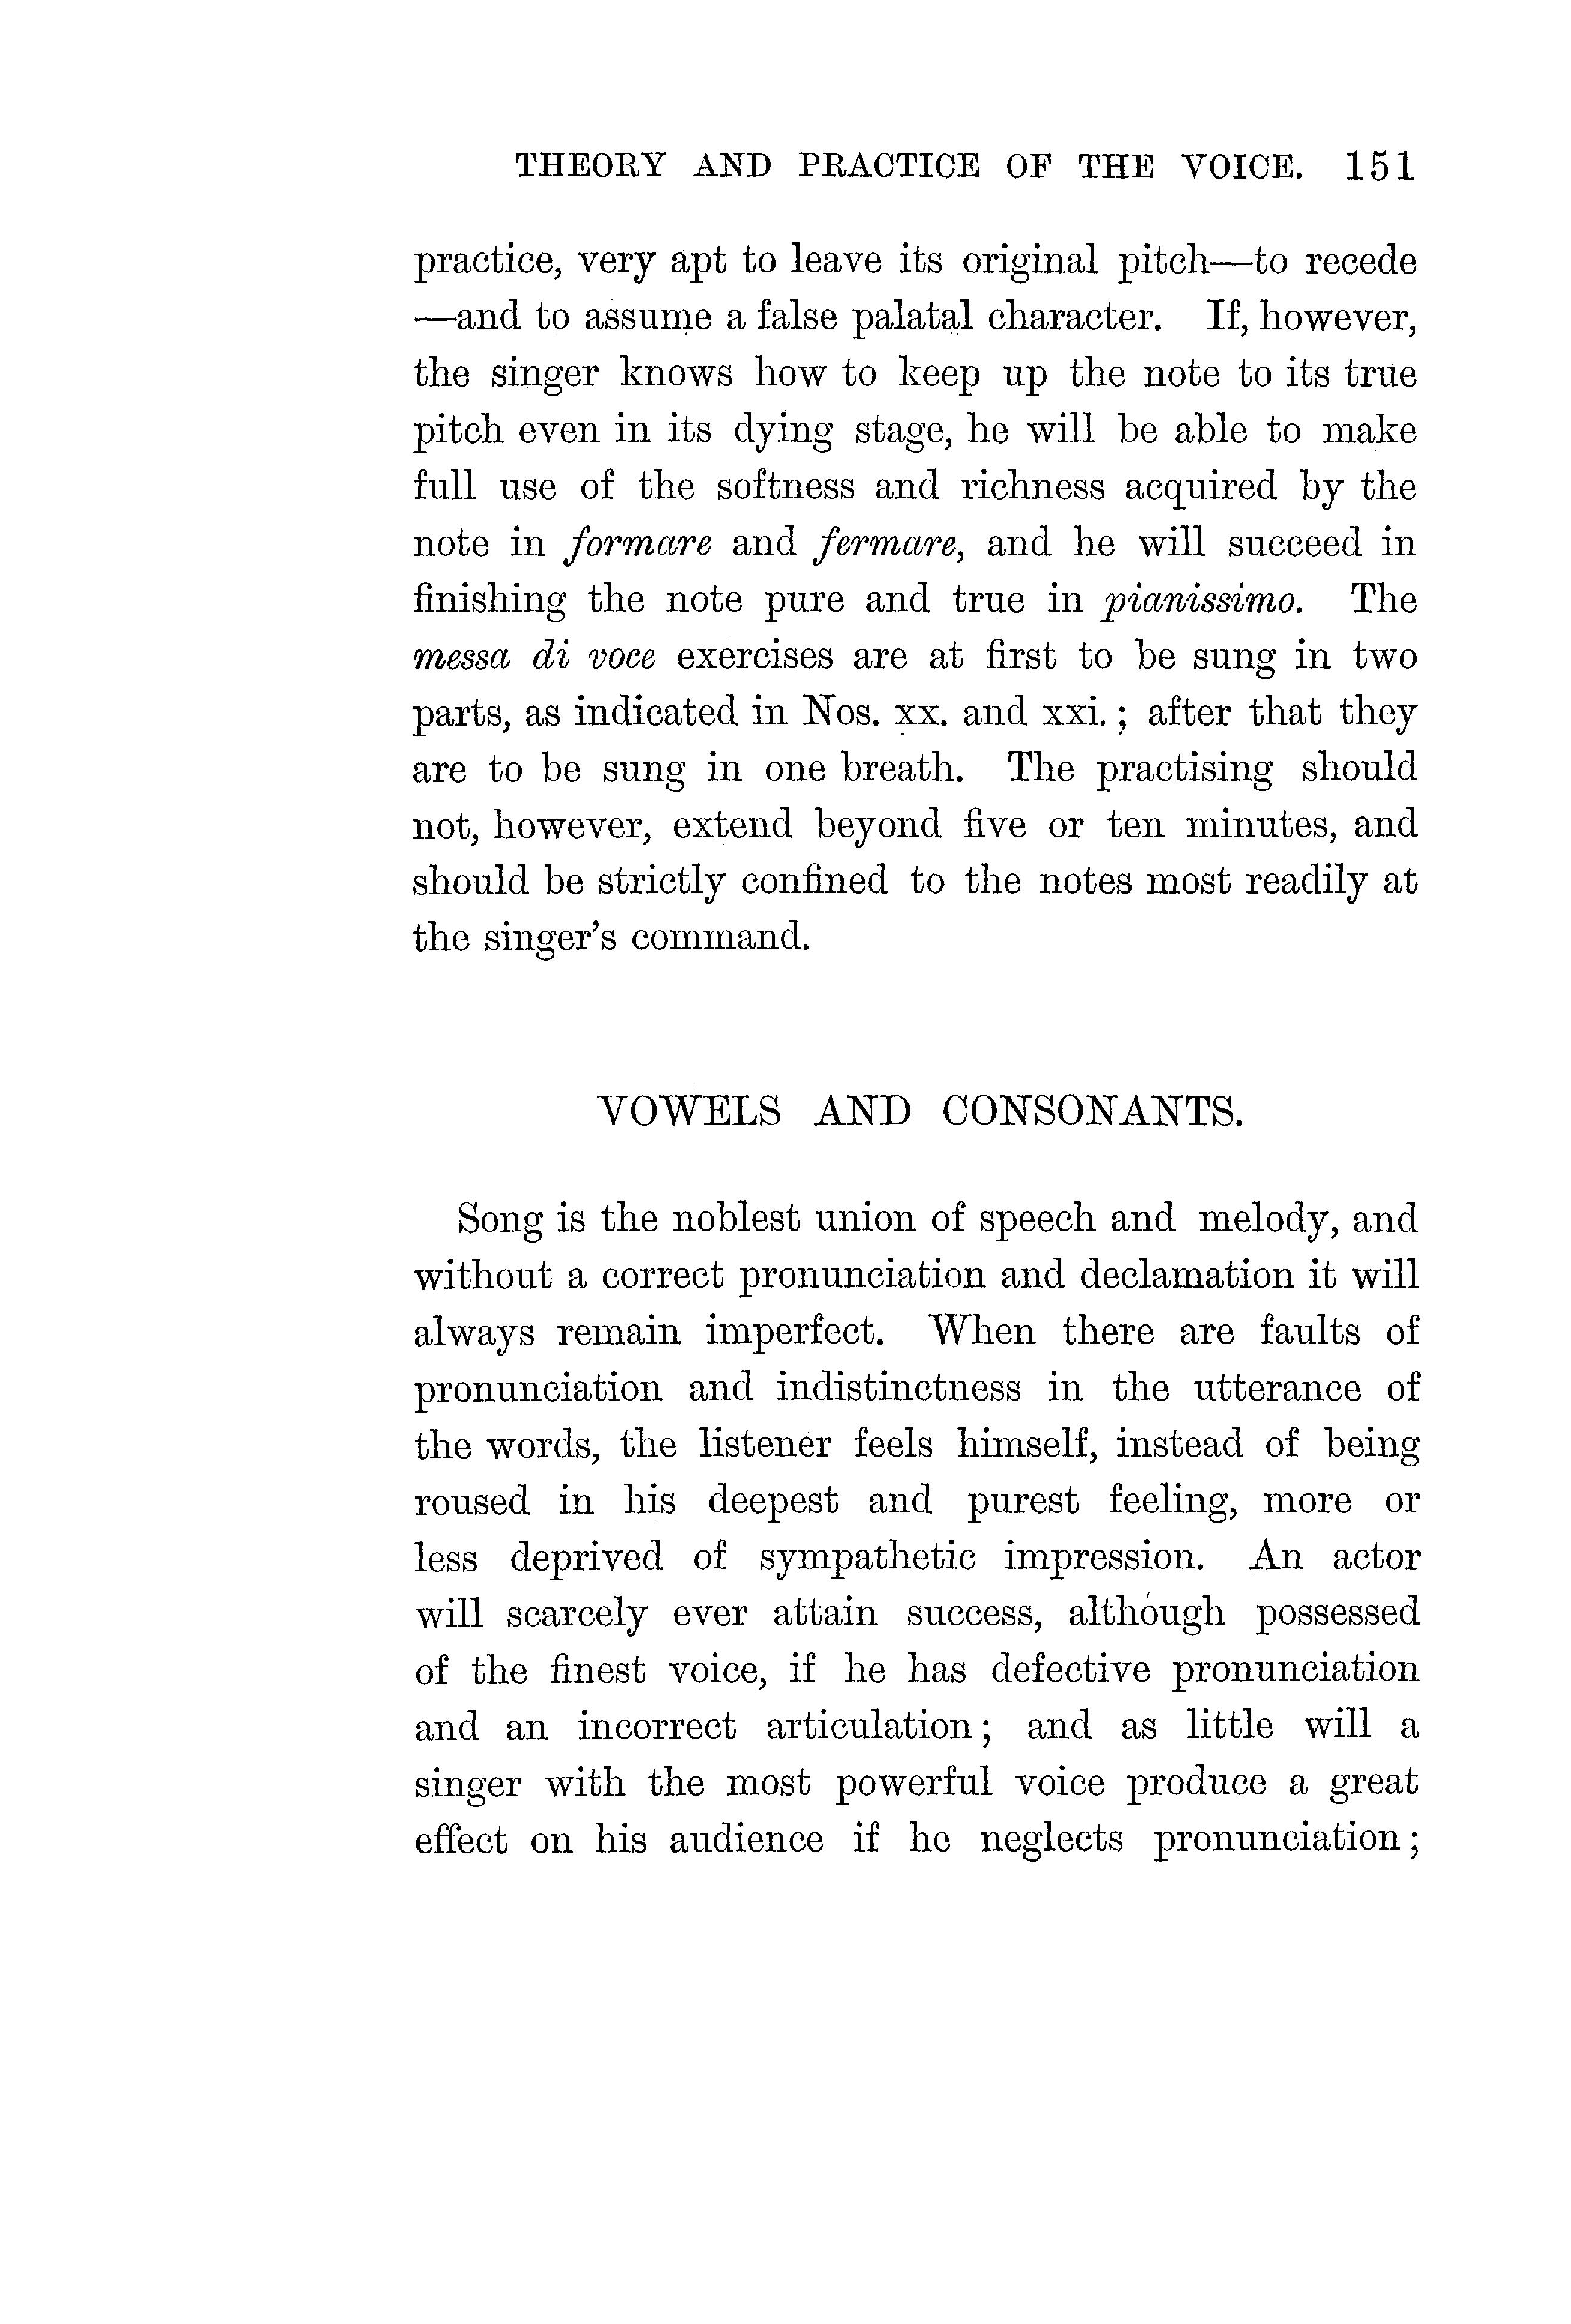 THEORY AND PRACTICE OF THE VOICE. 151
practice, very apt to leave its original pitch—to recede
—and to assume a false palatal character. If, however,
the singer knows how to keep up the note to its true
pitch even in its dying stage, he will be able to make
full use of the softness and richness acquired by the
note in formare and fermare, and he will succeed in
finishing the note pure and true in pianissimo. The
messa di voce exercises are at first to be sung in two
parts, as indicated in Nos. xx. and xxi.; after that they
are to be sung in one breath. The practising should
not, however, extend beyond five or ten minutes, and
should be strictly confined to the notes most readily at
the singer's command.
VOWELS AND CONSONANTS.
Song is the noblest union of speech and melody, and
without a correct pronunciation and declamation it will
always remain imperfect. When there are faults of
pronunciation and indistinctness in the utterance of
the words, the listener feels himself, instead of being
roused in his deepest and purest feeling, more or
less deprived of sympathetic impression. An actor
will scarcely ever attain success, although possessed
of the finest voice, if he has defective pronunciation
and an incorrect articulation; and as little will a
singer with the most powerful voice produce a great
effect on his audience if he neglects pronunciation;